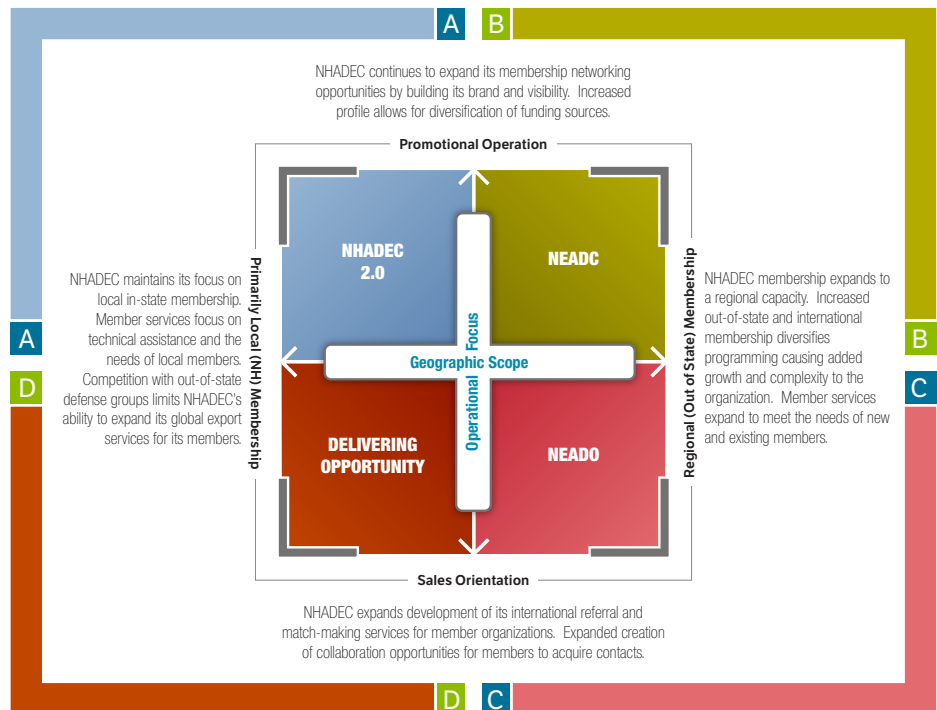 A B
NHADEC continues to expand its membership networking
opportunities by building its brand and visibility. Increased
profile allows for diversification of funding sources.
Promotional Operation
NHADEC
2.0
NEADC
Primarily Local (NH) Membership
NHADEC maintains its focus on
local in-state membership.
Member services focus on
technical assistance and the
needs of local members.
Competition with out-of-state
defense groups limits NHADEC's
ability to expand its global export
services for its members.
A
D
Operational Focus
Geographic Scope
Regional (Out of State) Membership
NHADEC membership expands to
a regional capacity. Increased
out-of-state and international
membership diversifies
programming causing added
growth and complexity to the
organization. Member services
expand to meet the needs of new
and existing members.
B
C
DELIVERING
OPPORTUNITY
NEADO
Sales Orientation
NHADEC expands development of its international referral and
match-making services for member organizations. Expanded creation
of collaboration opportunities for members to acquire contacts.
D C